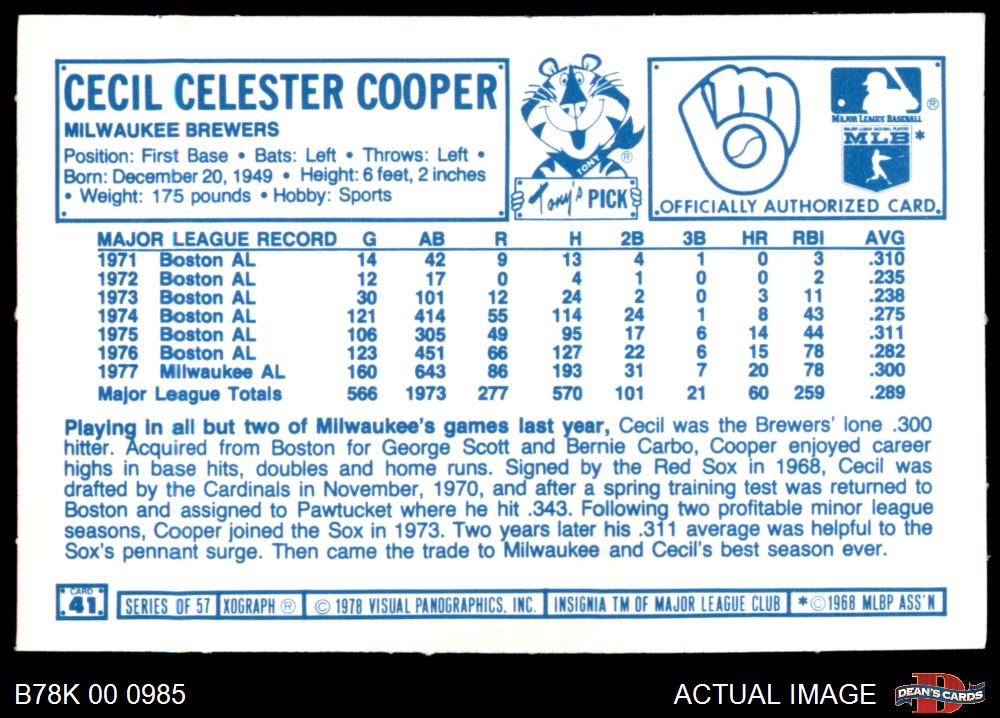 CECIL CELESTER COOPER
MILWAUKEE BREWERS
Position: First Base • Bats: Left • Throws: Left •
Born: December 20, 1949 • Height: 6 feet, 2 inches
• Weight: 175 pounds • Hobby: Sports
TONY ®
Tony's PICK
®
MAJOR LEAGUE BASEBALL
MAJOR LEAGUE BASEBALL PLAYERS
MLB *
OFFICIALLY AUTHORIZED CARD
MAJOR LEAGUE RECORD G AB R H 2B 3B HR RBI AVG
1971 Boston AL 14 42 9 13 4 1 0 3 .310
1972 Boston AL 12 17 0 4 1 0 0 2 .235
1973 Boston AL 30 101 12 24 2 0 3 11 .238
1974 Boston AL 121 414 55 114 24 1 8 43 .275
1975 Boston AL 106 305 49 95 17 6 14 44 .311
1976 Boston AL 123 451 66 127 22 6 15 78 .282
1977 Milwaukee AL 160 643 86 193 31 7 20 78 .300
Major League Totals 566 1973 277 570 101 21 60 259 .289
Playing in all but two of Milwaukee's games last year, Cecil was the Brewers' lone .300
hitter. Acquired from Boston for George Scott and Bernie Carbo, Cooper enjoyed career
highs in base hits, doubles and home runs. Signed by the Red Sox in 1968, Cecil was
drafted by the Cardinals in November, 1970, and after a spring training test was returned to
Boston and assigned to Pawtucket where he hit .343. Following two profitable minor league
seasons, Cooper joined the Sox in 1973. Two years later his .311 average was helpful to the
Sox's pennant surge. Then came the trade to Milwaukee and Cecil's best season ever.
CARD
41
SERIES OF 57 XOGRAPH ® © 1978 VISUAL PANOGRAPHICS, INC. INSIGNIA TM OF MAJOR LEAGUE CLUB *©1968 MLBP ASS'N
B78K 00 0985
ACTUAL IMAGE
D
DEAN'S CARDS